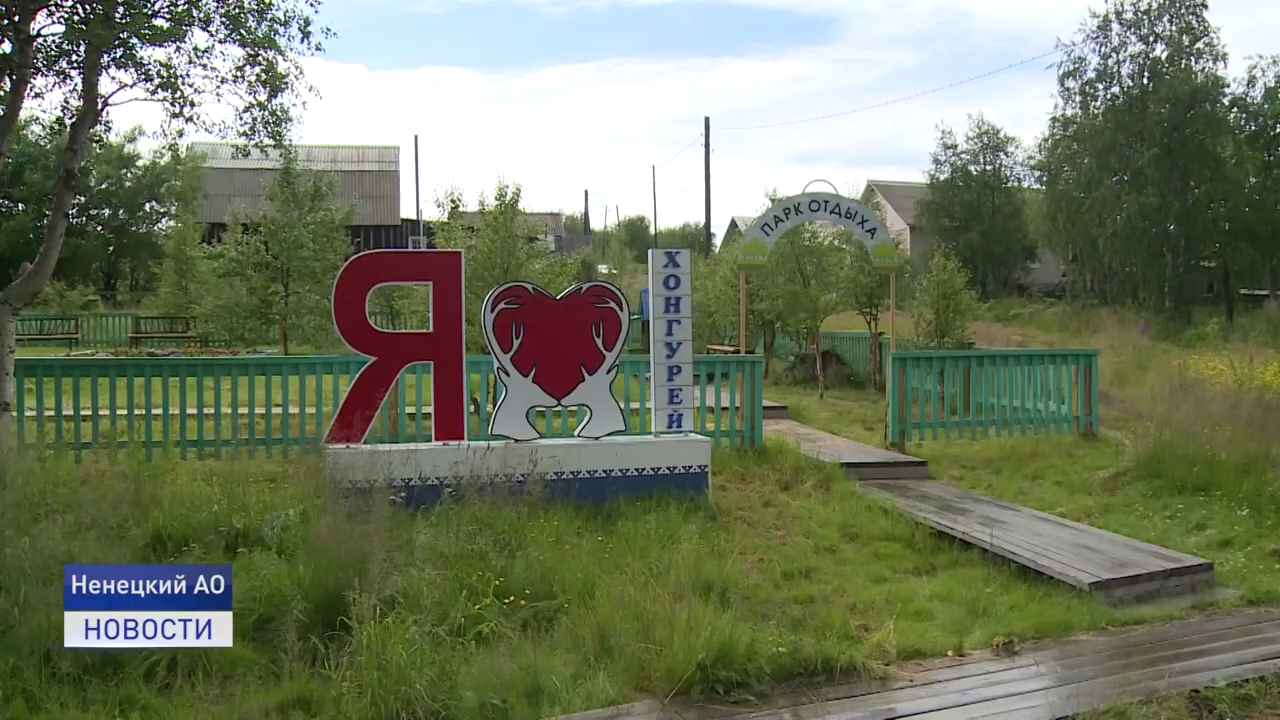 ПАРК ОТДЫХА
Я
ХОНГУРЕЙ
Ненецкий АО
НОВОСТИ